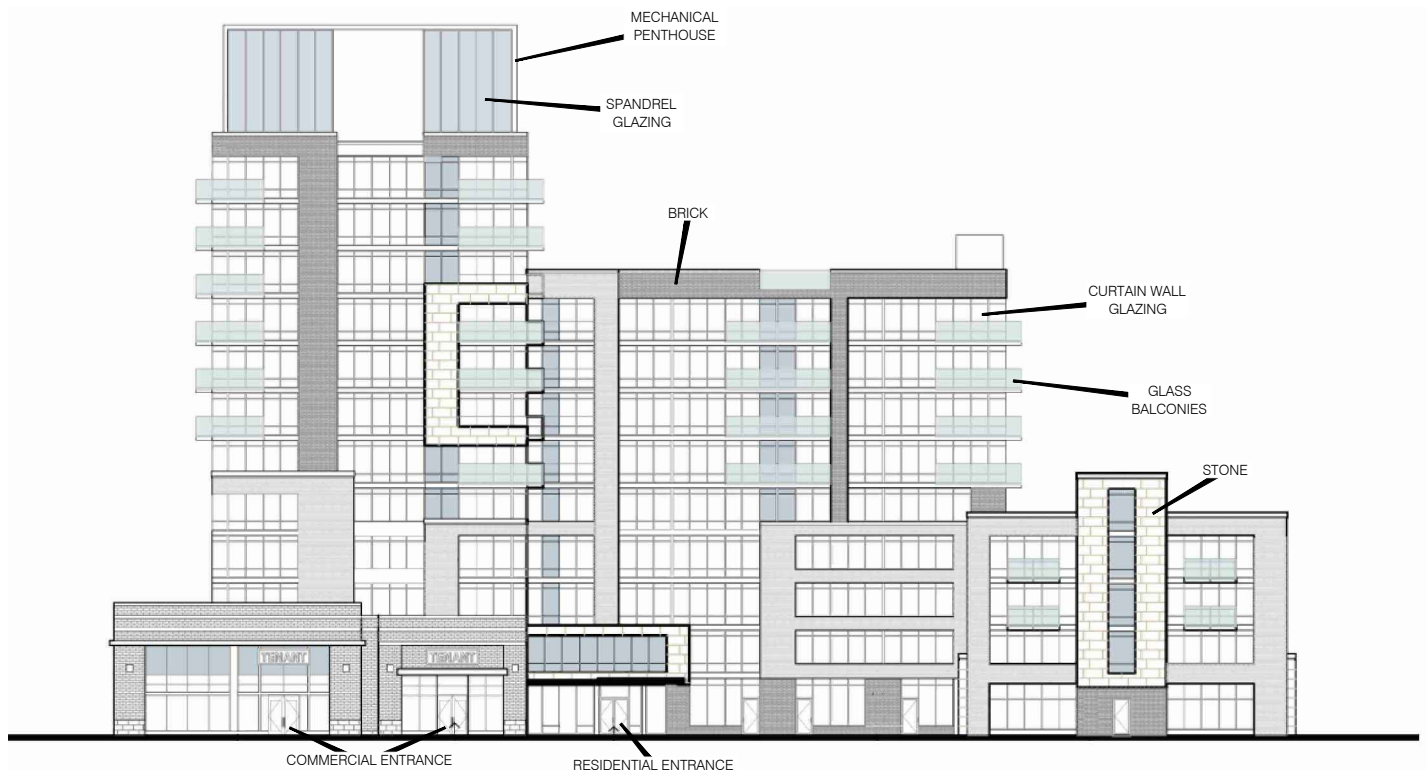 MECHANICAL
PENTHOUSE
SPANDREL
GLAZING
BRICK
CURTAIN WALL
GLAZING
GLASS
BALCONIES
STONE
TENANT
TENANT
COMMERCIAL ENTRANCE
RESIDENTIAL ENTRANCE